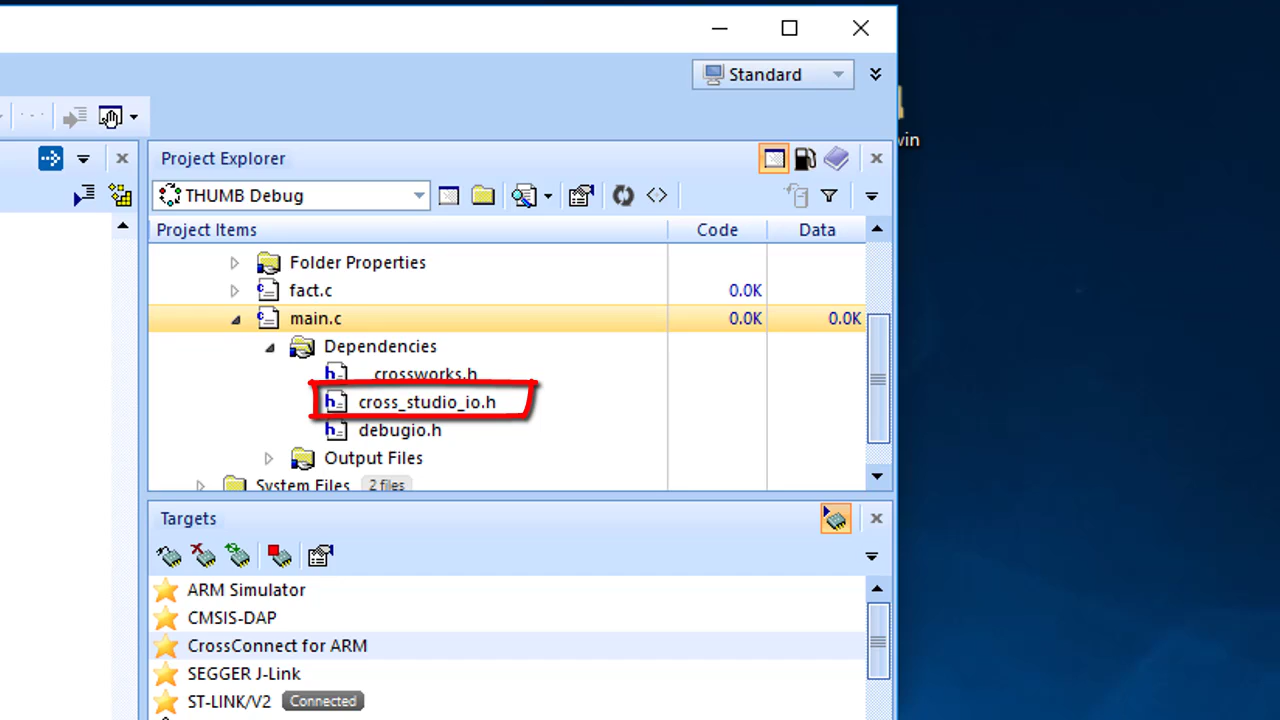 Standard
win
Project Explorer
THUMB Debug
Project Items Code Data
Folder Properties
fact.c 0.0K
main.c 0.0K 0.0K
Dependencies
__crossworks.h
cross_studio_io.h
debugio.h
Output Files
System Files 2 files
Targets
ARM Simulator
CMSIS-DAP
CrossConnect for ARM
SEGGER J-Link
ST-LINK/V2 Connected